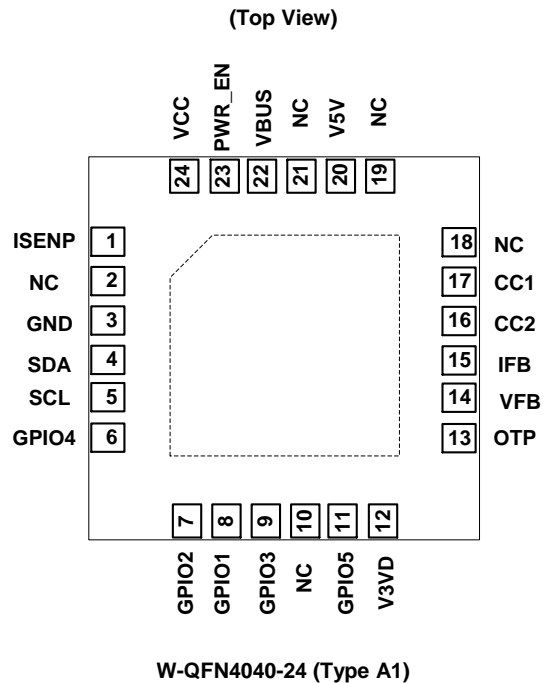 (Top View)
VCC PWR_EN VBUS NC V5V NC
24 23 22 21 20 19
ISENP 1 18 NC
NC 2 17 CC1
GND 3 16 CC2
SDA 4 15 IFB
SCL 5 14 VFB
GPIO4 6 13 OTP
7 8 9 10 11 12
GPIO2 GPIO1 GPIO3 NC GPIO5 V3VD
W-QFN4040-24 (Type A1)